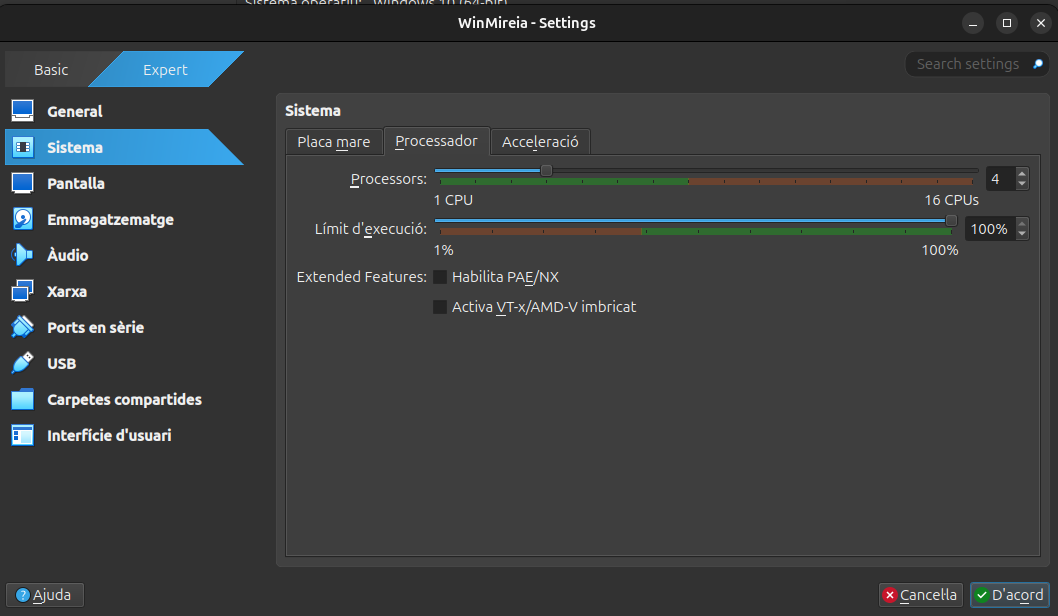 Sistema operatiu: Windows 10 (64-bit)
WinMireia - Settings
Basic
Expert
Search settings
General
Sistema
Pantalla
Emmagatzematge
Àudio
Xarxa
Ports en sèrie
USB
Carpetes compartides
Interfície d'usuari
Sistema
Placa mare
Processador
Acceleració
Processors:
4
1 CPU
16 CPUs
Límit d'execució:
100%
1%
100%
Extended Features:
Habilita PAE/NX
Activa VT-x/AMD-V imbricat
Ajuda
Cancella
D'acord